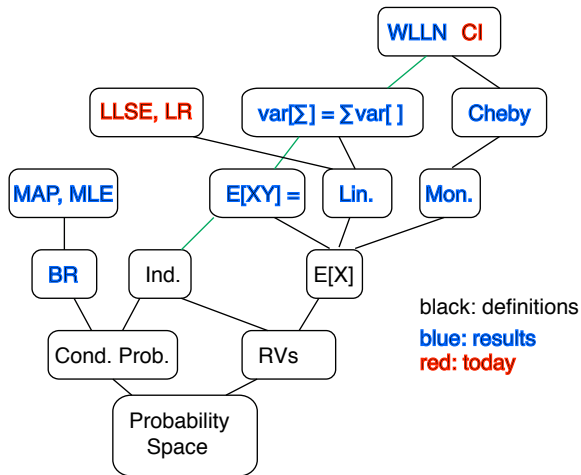 WLLN CI
LLSE, LR
var[Σ] = Σvar[ ]
Cheby
MAP, MLE
E[XY] =
Lin.
Mon.
BR
Ind.
E[X]
black: definitions
blue: results
red: today
Cond. Prob.
RVs
Probability
Space